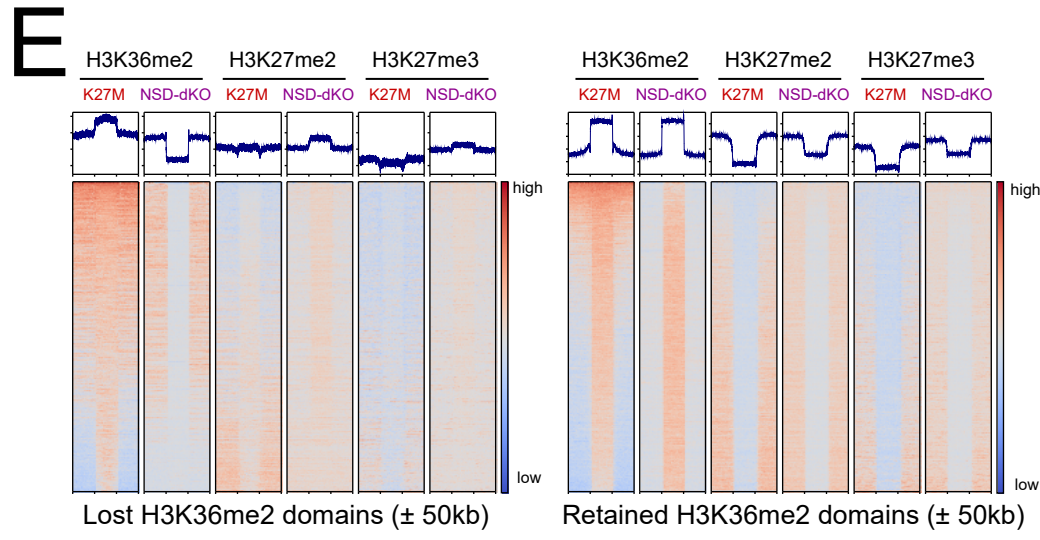 E
H3K36me2 H3K27me2 H3K27me3 H3K36me2 H3K27me2 H3K27me3
K27M NSD-dKO K27M NSD-dKO K27M NSD-dKO K27M NSD-dKO K27M NSD-dKO K27M NSD-dKO
high high
low low
Lost H3K36me2 domains (± 50kb) Retained H3K36me2 domains (± 50kb)